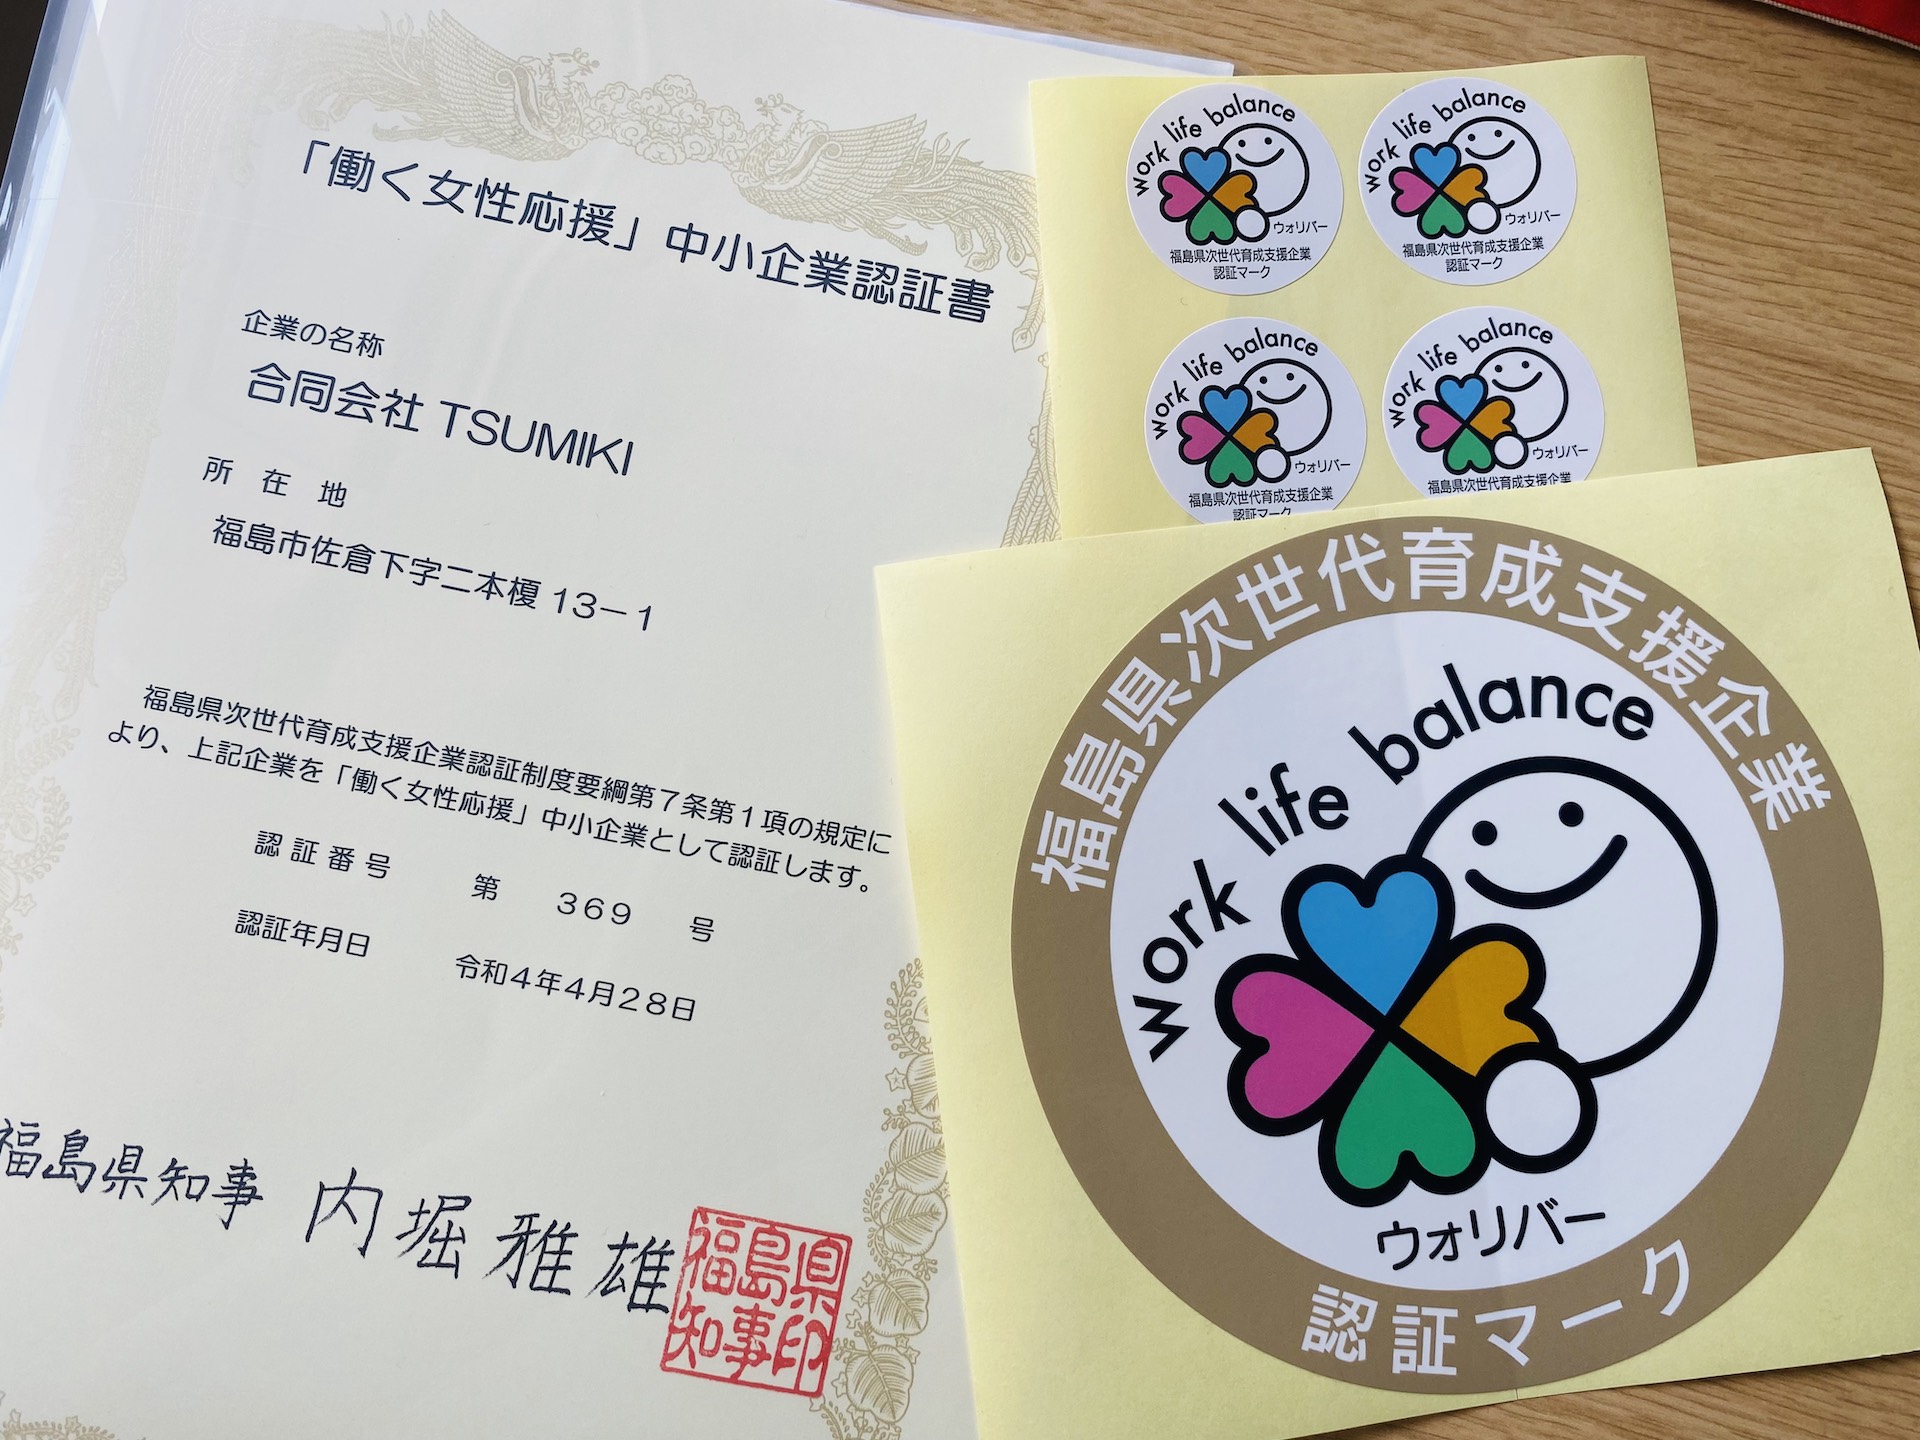 「働く女性応援」中小企業認証書
企業の名称
合同会社 TSUMIKI
所 在 地
福島市佐倉下字二本榎 13－1
福島県次世代育成支援企業認証制度要綱第7条第1項の規定に
より、上記企業を「働く女性応援」中小企業として認証します。
認証番号 第 369 号
認証年月日 令和4年4月28日
福島県知事 内堀雅雄
福島県
知事印
work life balance
ウォリバー
福島県次世代育成支援企業
認証マーク
work life balance
ウォリバー
福島県次世代育成支援企業
認証マーク
work life balance
ウォリバー
福島県次世代育成支援企業
認証マーク
work life balance
ウォリバー
福島県次世代育成支援企業
福島県次世代育成支援企業
work life balance
ウォリバー
認証マーク